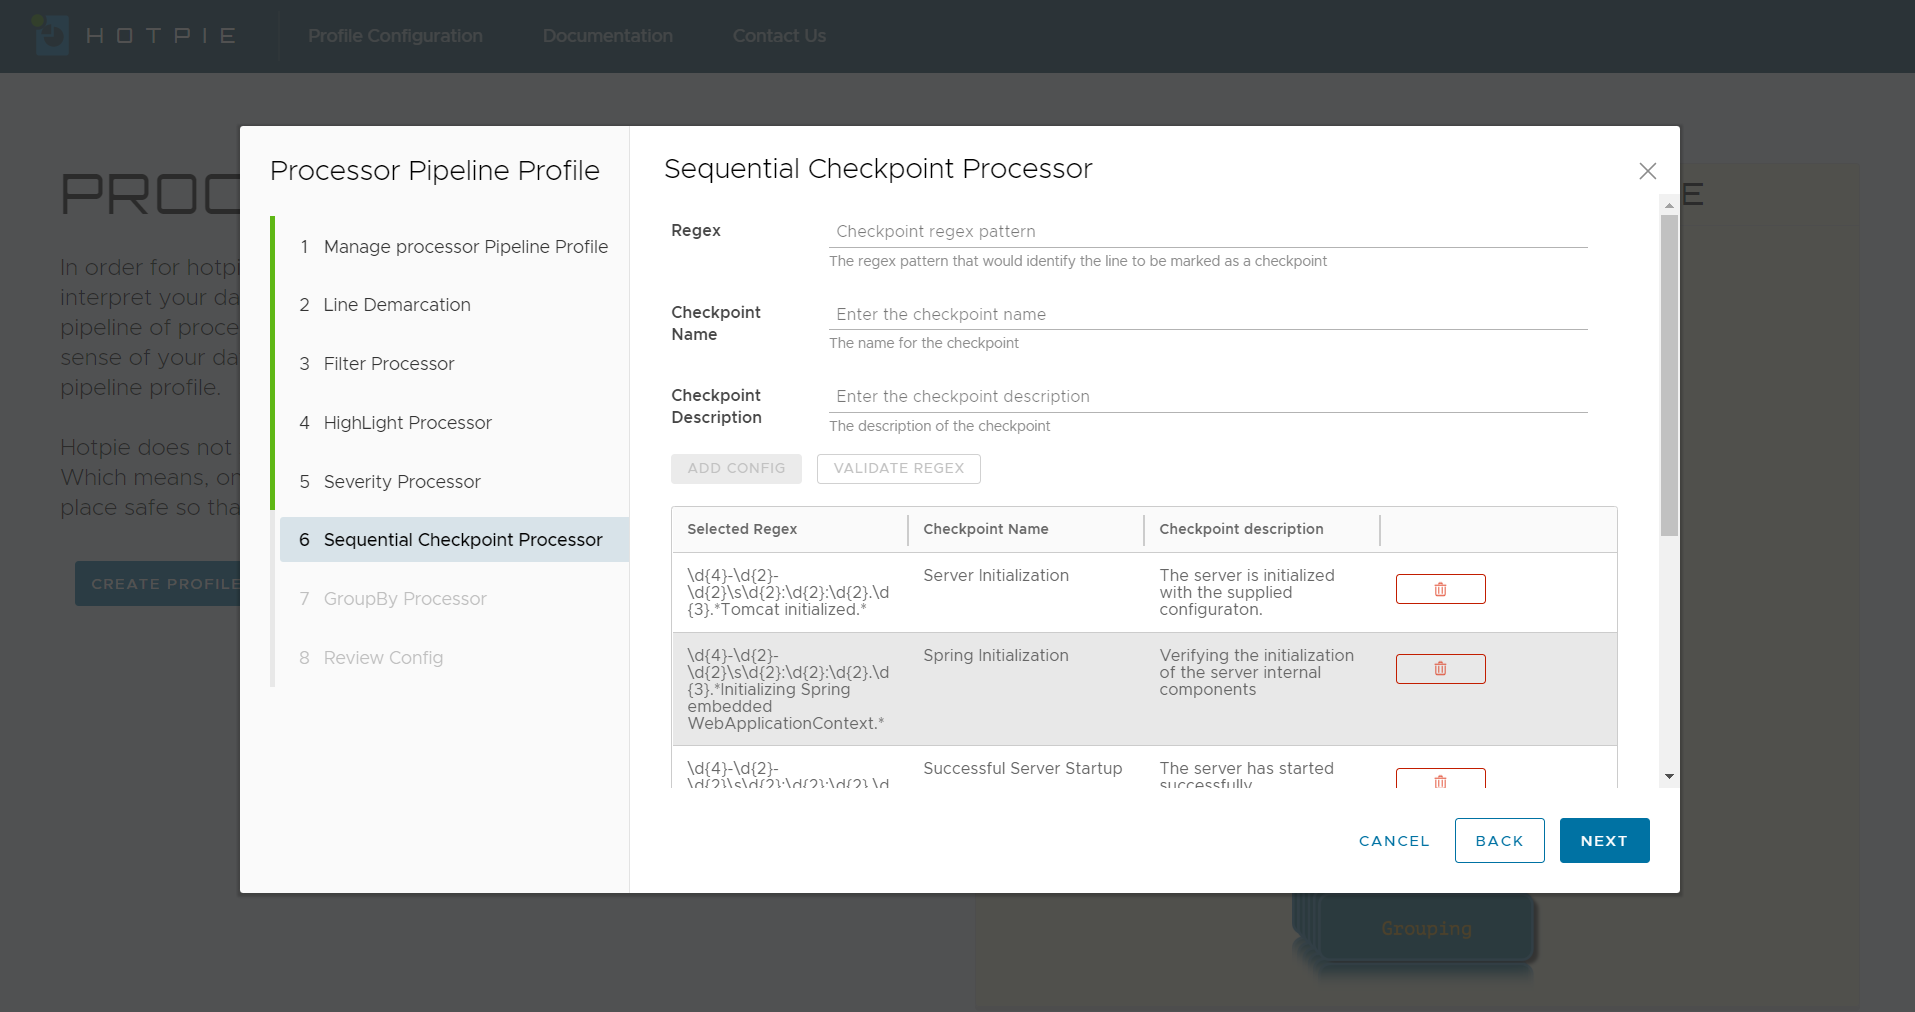 HOTPIE
Profile Configuration
Documentation
Contact Us
PROC
In order for hotpi
interpret your da
pipeline of proce
sense of your da
pipeline profile.
Hotpie does not
Which means, on
place safe so tha
CREATE PROFILE
E
Grouping
Processor Pipeline Profile
1 Manage processor Pipeline Profile
2 Line Demarcation
3 Filter Processor
4 HighLight Processor
5 Severity Processor
6 Sequential Checkpoint Processor
7 GroupBy Processor
8 Review Config
Sequential Checkpoint Processor
Regex
Checkpoint regex pattern
The regex pattern that would identify the line to be marked as a checkpoint
Checkpoint
Name
Enter the checkpoint name
The name for the checkpoint
Checkpoint
Description
Enter the checkpoint description
The description of the checkpoint
ADD CONFIG
VALIDATE REGEX
Selected Regex
Checkpoint Name
Checkpoint description
\d{4}-\d{2}-
\d{2}\s\d{2}:\d{2}:\d{2}.\d
{3}.*Tomcat initialized.*
Server Initialization
The server is initialized
with the supplied
configuraton.
\d{4}-\d{2}-
\d{2}\s\d{2}:\d{2}:\d{2}.\d
{3}.*Initializing Spring
embedded
WebApplicationContext.*
Spring Initialization
Verifying the initialization
of the server internal
components
\d{4}-\d{2}-
\d{2}\s\d{2}:\d{2}:\d{2}.\d
Successful Server Startup
The server has started
successfully
CANCEL
BACK
NEXT